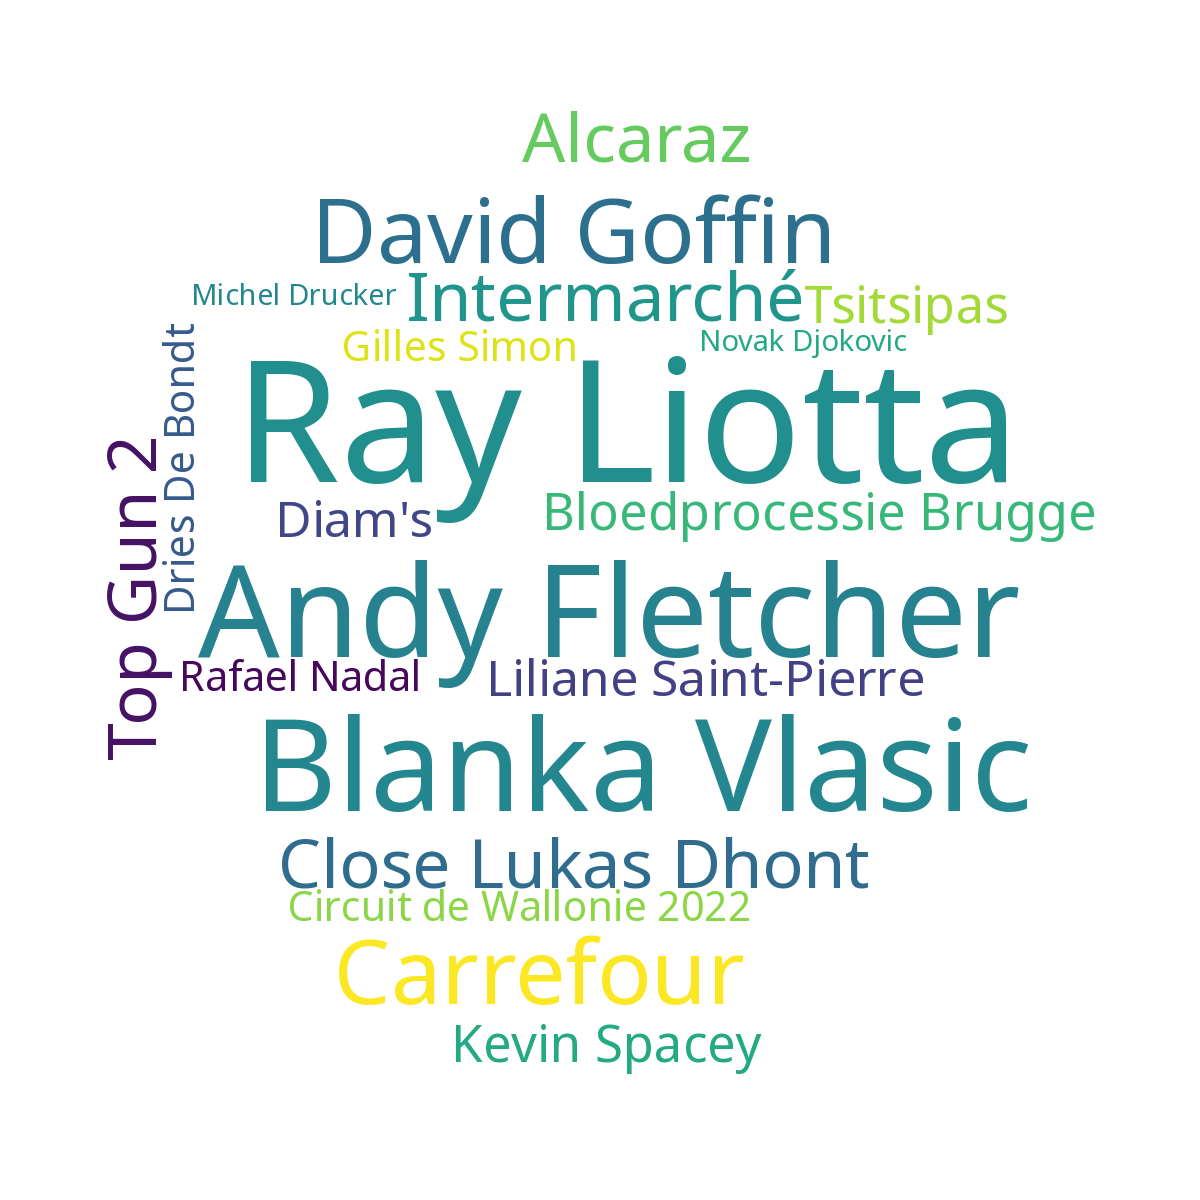 Alcaraz
David Goffin
Michel Drucker
Intermarché
Tsitsipas
Gilles Simon
Novak Djokovic
Dries De Bondt
Ray Liotta
Top Gun 2
Diam's
Bloedprocessie Brugge
Andy Fletcher
Rafael Nadal
Liliane Saint-Pierre
Blanka Vlasic
Close Lukas Dhont
Circuit de Wallonie 2022
Carrefour
Kevin Spacey